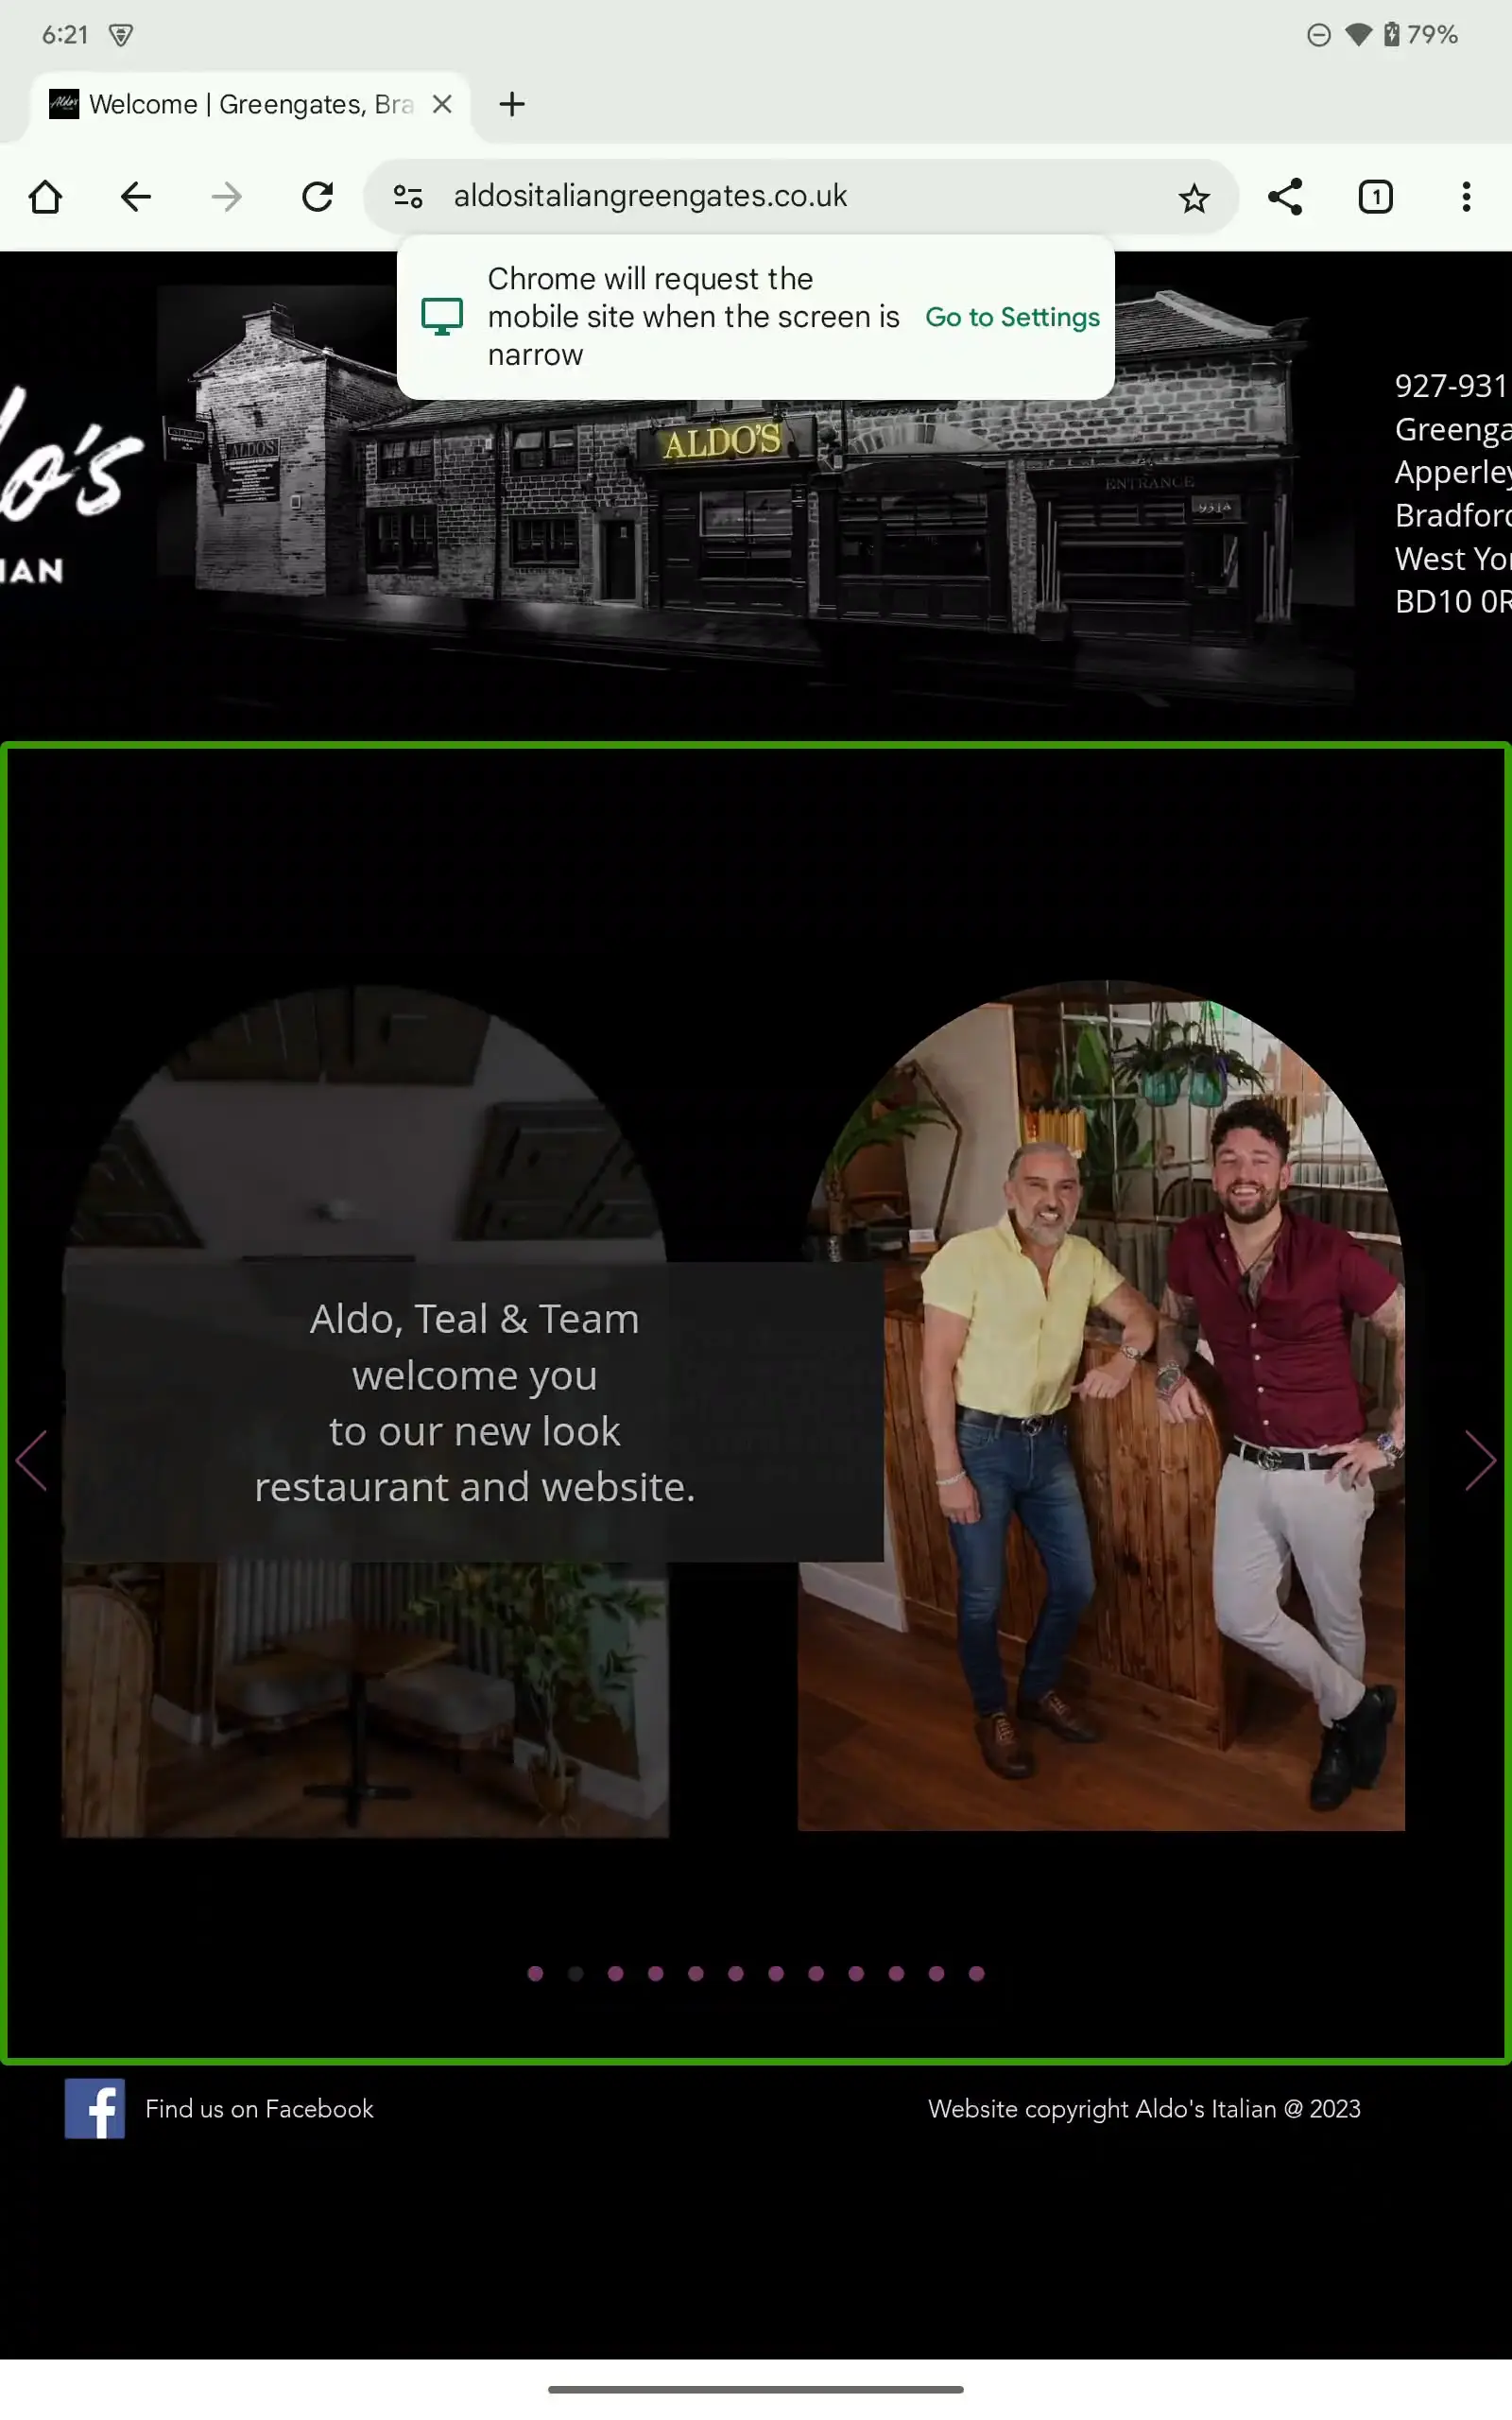 6:21
79%
Welcome | Greengates, Bra
aldositaliangreengates.co.uk
1
Chrome will request the
mobile site when the screen is
narrow
Go to Settings
do's
IAN
ALDO'S
ALDO'S
ENTRANCE
931A
927-931
Greenga
Apperley
Bradford
West Yo
BD10 0R
Aldo, Teal & Team
welcome you
to our new look
restaurant and website.
Find us on Facebook
Website copyright Aldo's Italian @ 2023